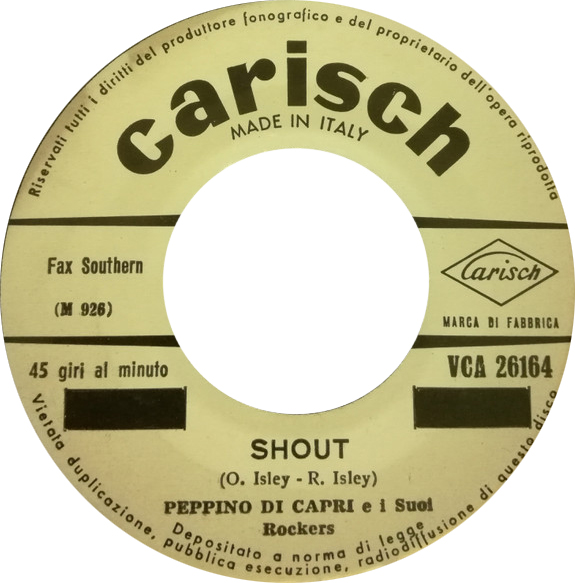 Riservati tutti i diritti del produttore fonografico e del proprietario dell'opera riprodotta
carisch
MADE IN ITALY
Fax Southern
(M 926)
Carisch
MARCA DI FABBRICA
45 giri al minuto
VCA 26164
SHOUT
(O. Isley - R. Isley)
PEPPINO DI CAPRI e i Suoi
Rockers
Depositato a norma di legge
Vietata duplicazione, pubblica esecuzione, radiodiffusione di questo disco